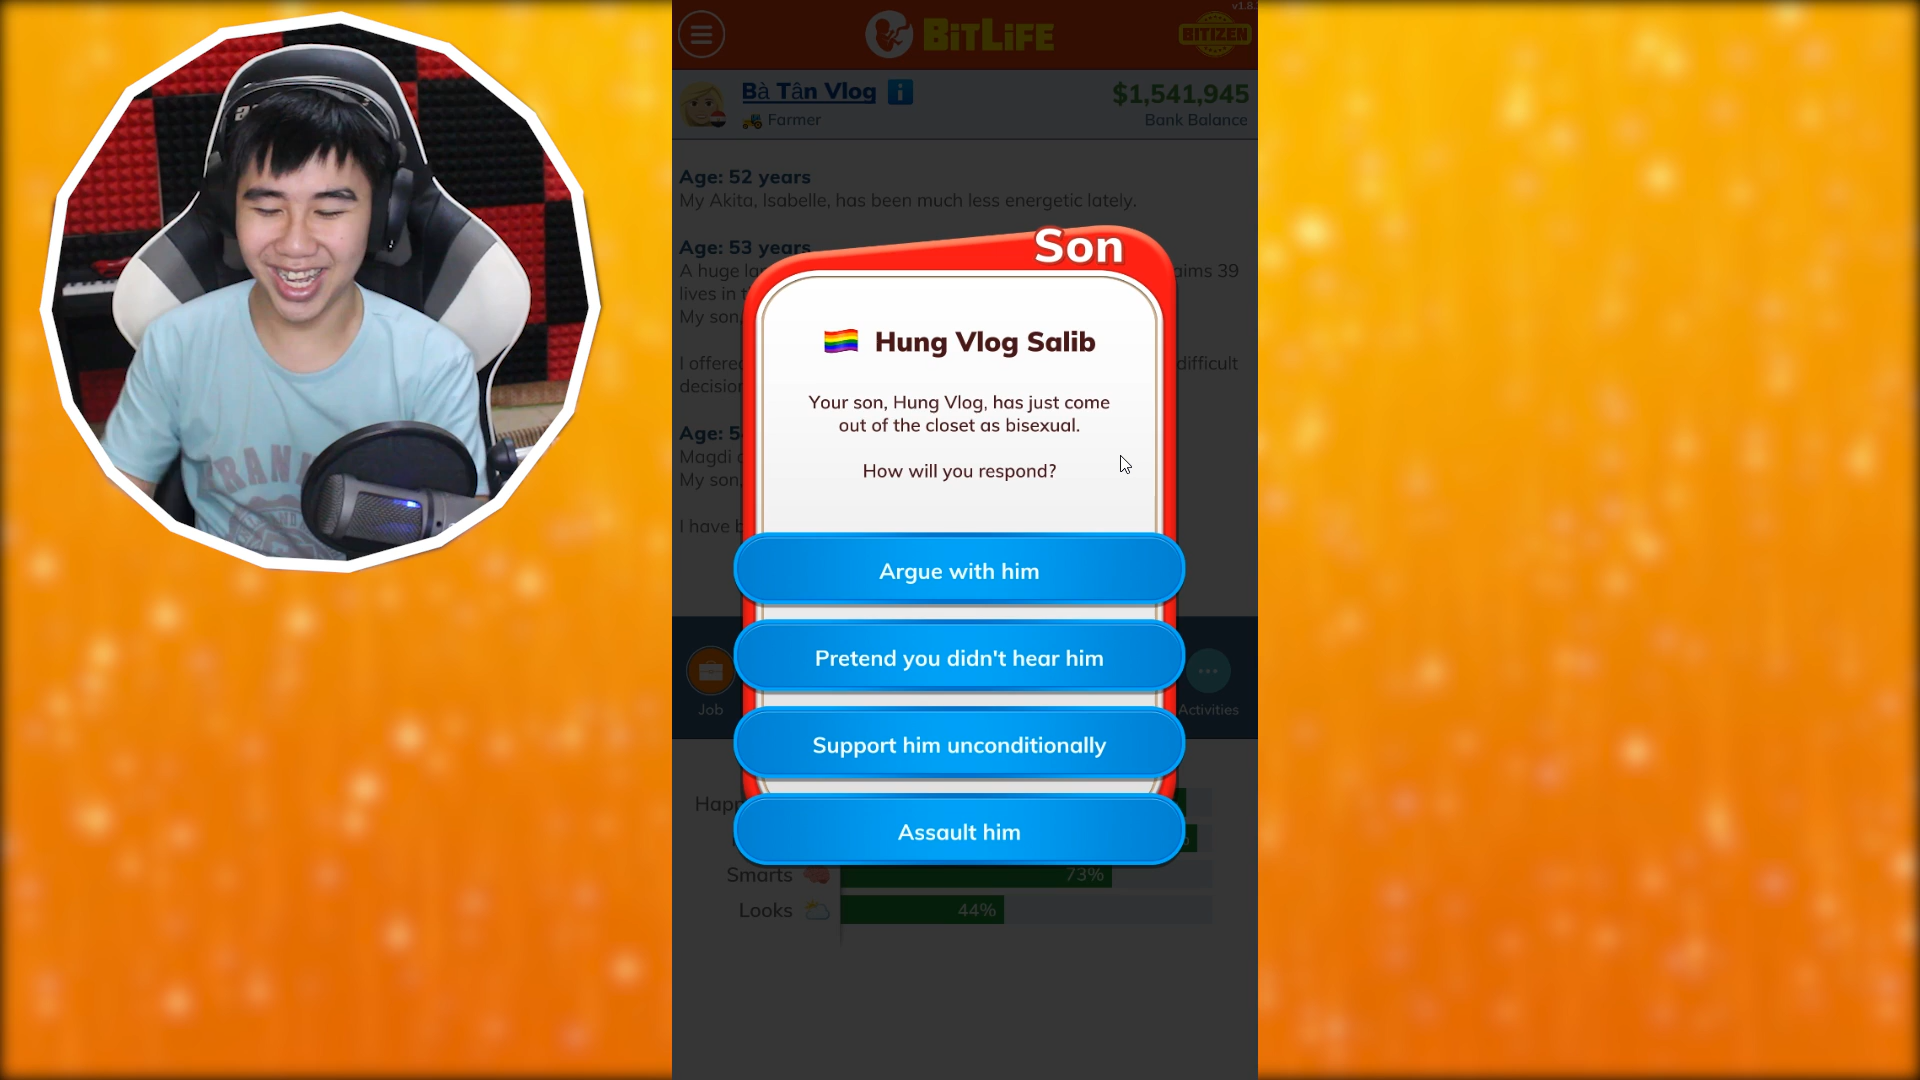 v1.8.
BitLife
BITIZEN
Bà Tân Vlog
$1,541,945
Farmer
Bank Balance
Age: 52 years
My Akita, Isabelle, has been much less energetic lately.
Age: 53 years
A huge
aims 39
lives in
My son,
I offered
difficult
decision
Age: 5
Magdi
My son,
I have b
Son
Hung Vlog Salib
Your son, Hung Vlog, has just come
out of the closet as bisexual.
How will you respond?
Argue with him
Pretend you didn't hear him
Support him unconditionally
Assault him
Job
Activities
Happ
Smarts
73%
Looks
44%